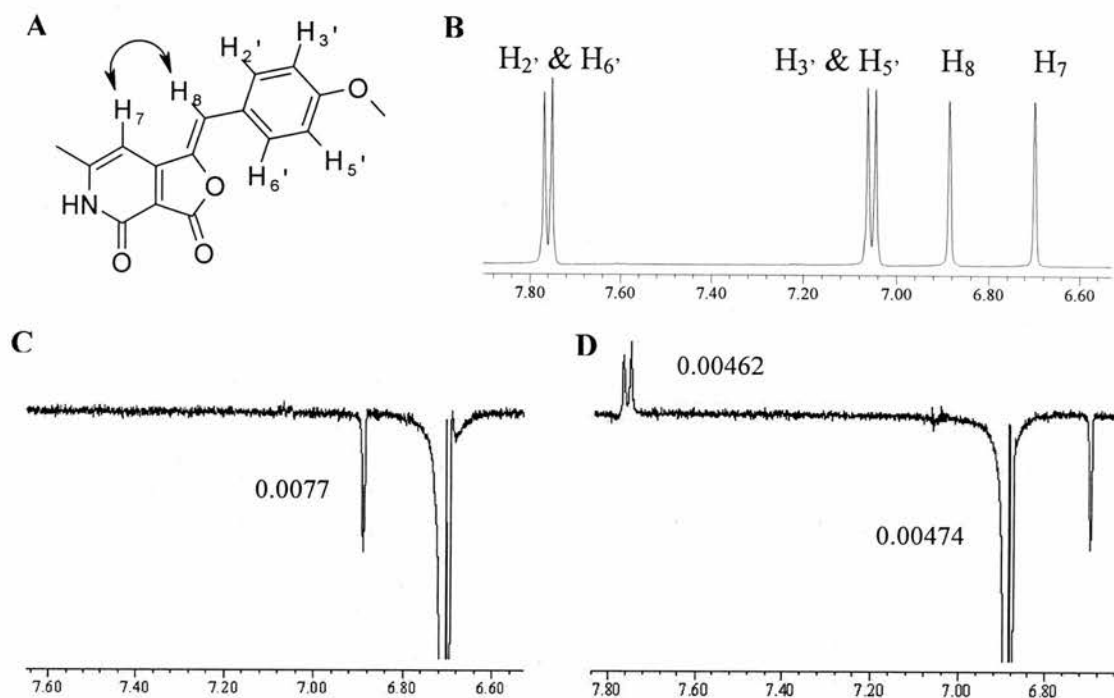 A
H2' H3'
H8
H7
O
H6' H5'
O
HN
O O
B
H2' & H6' H3' & H5' H8 H7
7.80 7.60 7.40 7.20 7.00 6.80 6.60
C
0.0077
7.60 7.40 7.20 7.00 6.80 6.60
D
0.00462
0.00474
7.80 7.60 7.40 7.20 7.00 6.80